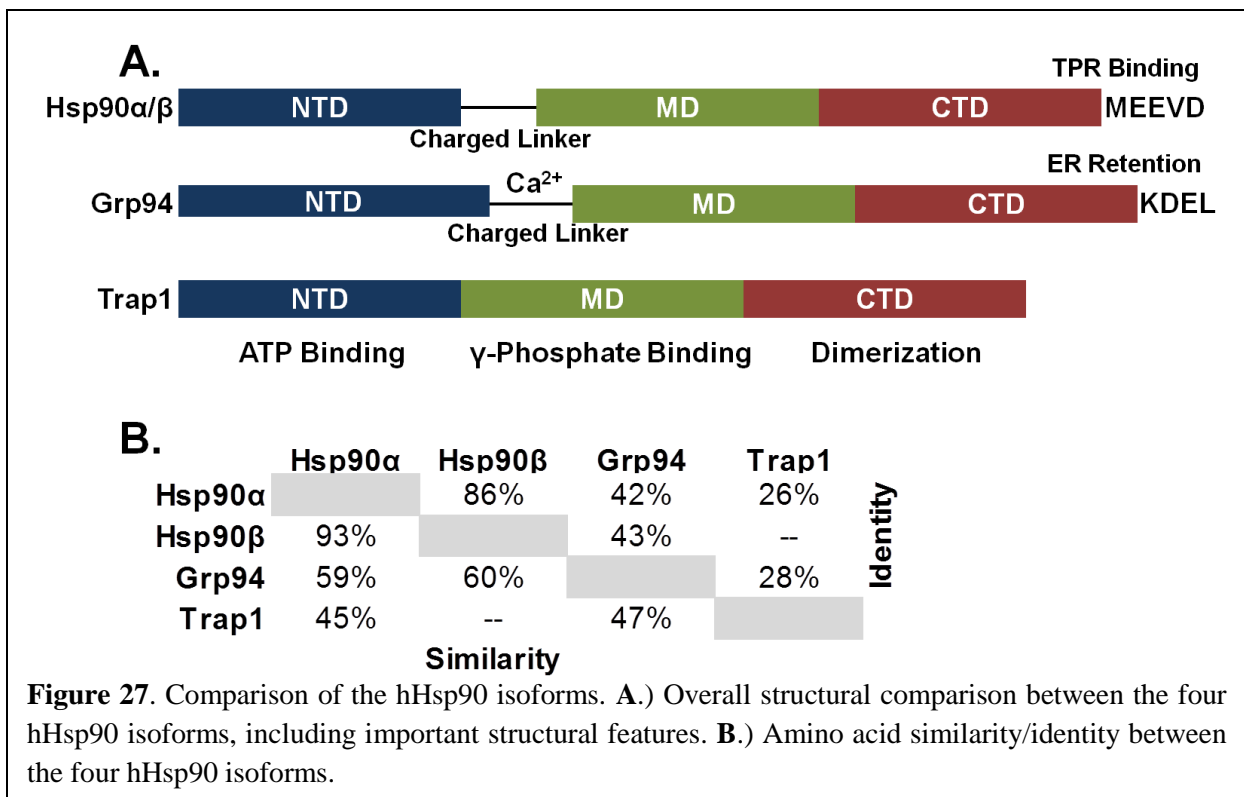 A.
TPR Binding
Hsp90α/β NTD MD CTD MEEVD
Charged Linker
ER Retention
Ca²⁺
Grp94 NTD MD CTD KDEL
Charged Linker
Trap1 NTD MD CTD
ATP Binding γ-Phosphate Binding Dimerization
B.
Hsp90α Hsp90β Grp94 Trap1
Hsp90α 86% 42% 26%
Hsp90β 93% 43% --
Grp94 59% 60% 28%
Trap1 45% -- 47%
Identity
Similarity
Figure 27. Comparison of the hHsp90 isoforms. A.) Overall structural comparison between the four
hHsp90 isoforms, including important structural features. B.) Amino acid similarity/identity between
the four hHsp90 isoforms.